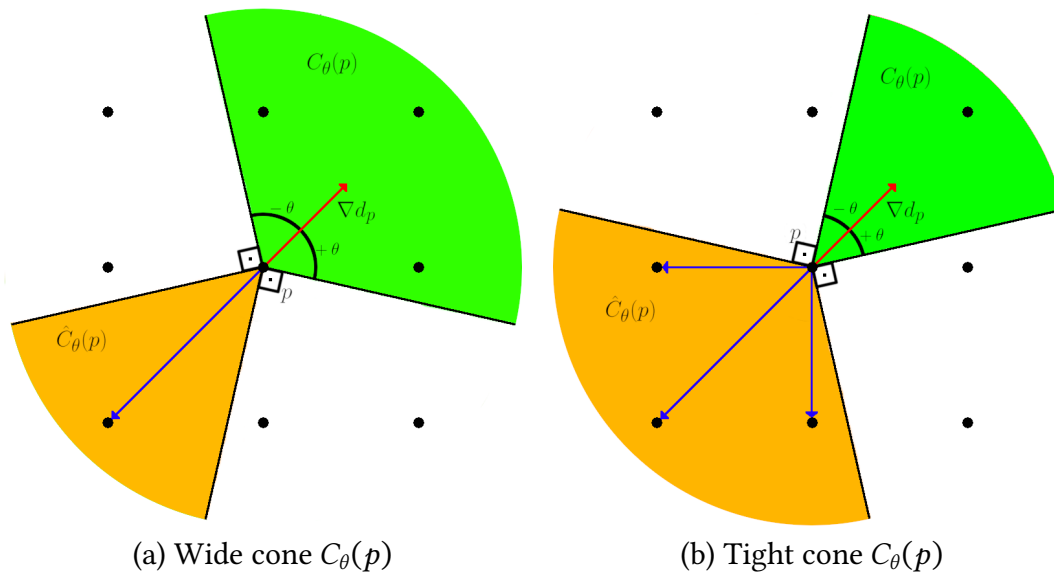 C_θ(p)
− θ
∇d_p
+ θ
p
Ĉ_θ(p)
(a) Wide cone C_θ(p)
C_θ(p)
− θ
∇d_p
+ θ
p
Ĉ_θ(p)
(b) Tight cone C_θ(p)